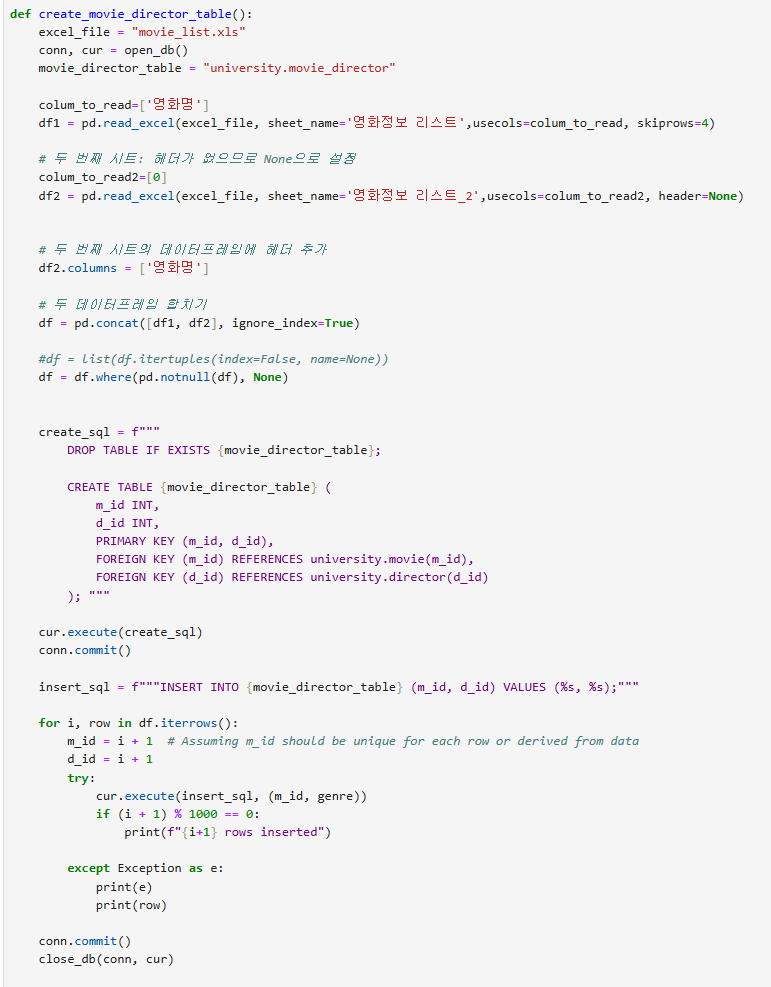 def create_movie_director_table():
    excel_file = "movie_list.xls"
    conn, cur = open_db()
    movie_director_table = "university.movie_director"
    colum_to_read=['영화명']
    df1 = pd.read_excel(excel_file, sheet_name='영화정보 리스트',usecols=colum_to_read, skiprows=4)
    # 두 번째 시트: 헤더가 없으므로 None으로 설정
    colum_to_read2=[0]
    df2 = pd.read_excel(excel_file, sheet_name='영화정보 리스트_2',usecols=colum_to_read2, header=None)
    # 두 번째 시트의 데이터프레임에 헤더 추가
    df2.columns = ['영화명']
    # 두 데이터프레임 합치기
    df = pd.concat([df1, df2], ignore_index=True)
    #df = list(df.itertuples(index=False, name=None))
    df = df.where(pd.notnull(df), None)
    create_sql = f"""
        DROP TABLE IF EXISTS {movie_director_table};
        CREATE TABLE {movie_director_table} (
            m_id INT,
            d_id INT,
            PRIMARY KEY (m_id, d_id),
            FOREIGN KEY (m_id) REFERENCES university.movie(m_id),
            FOREIGN KEY (d_id) REFERENCES university.director(d_id)
        ); """
    cur.execute(create_sql)
    conn.commit()
    insert_sql = f"""INSERT INTO {movie_director_table} (m_id, d_id) VALUES (%s, %s);"""
    for i, row in df.iterrows():
        m_id = i + 1  # Assuming m_id should be unique for each row or derived from data
        d_id = i + 1
        try:
            cur.execute(insert_sql, (m_id, genre))
            if (i + 1) % 1000 == 0:
                print(f"{i+1} rows inserted")
        except Exception as e:
            print(e)
            print(row)
    conn.commit()
    close_db(conn, cur)